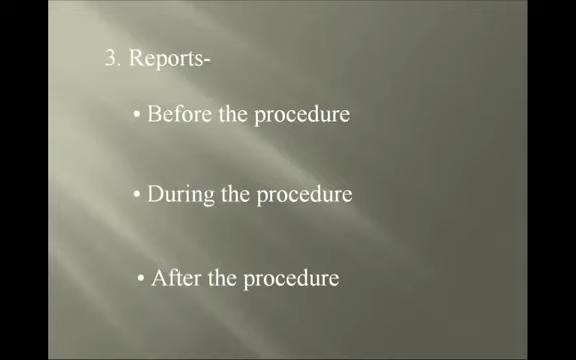 3. Reports-
• Before the procedure
• During the procedure
• After the procedure